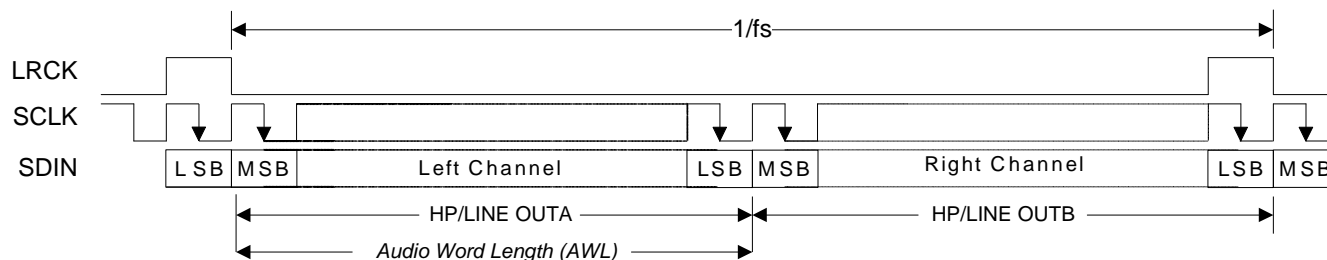 1/fs
LRCK
SCLK
SDIN
LSB MSB Left Channel LSB MSB Right Channel LSB MSB
HP/LINE OUTA HP/LINE OUTB
Audio Word Length (AWL)